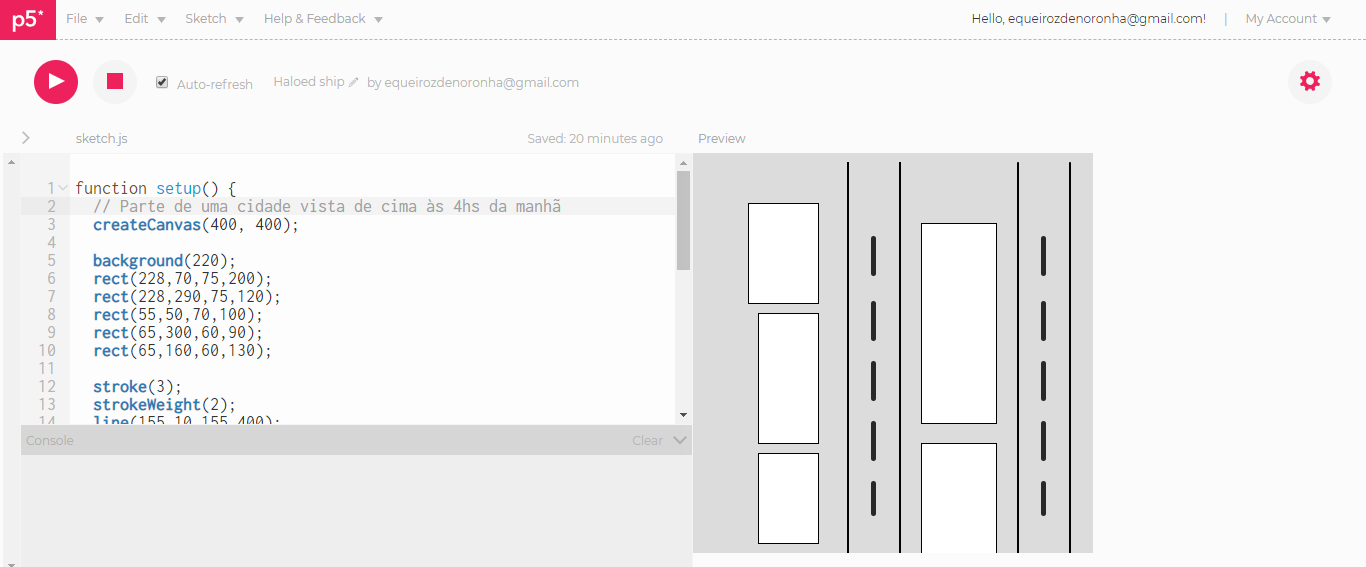 p5* File Edit Sketch Help & Feedback Hello, equeirozdenoronha@gmail.com! | My Account
Auto-refresh Haloed ship by equeirozdenoronha@gmail.com
sketch.js Saved: 20 minutes ago Preview
1 function setup() {
2 // Parte de uma cidade vista de cima às 4hs da manhã
3 createCanvas(400, 400);
4
5 background(220);
6 rect(228,70,75,200);
7 rect(228,290,75,120);
8 rect(55,50,70,100);
9 rect(65,300,60,90);
10 rect(65,160,60,130);
11
12 stroke(3);
13 strokeWeight(2);
14 line(155,10,155,400);
Console Clear